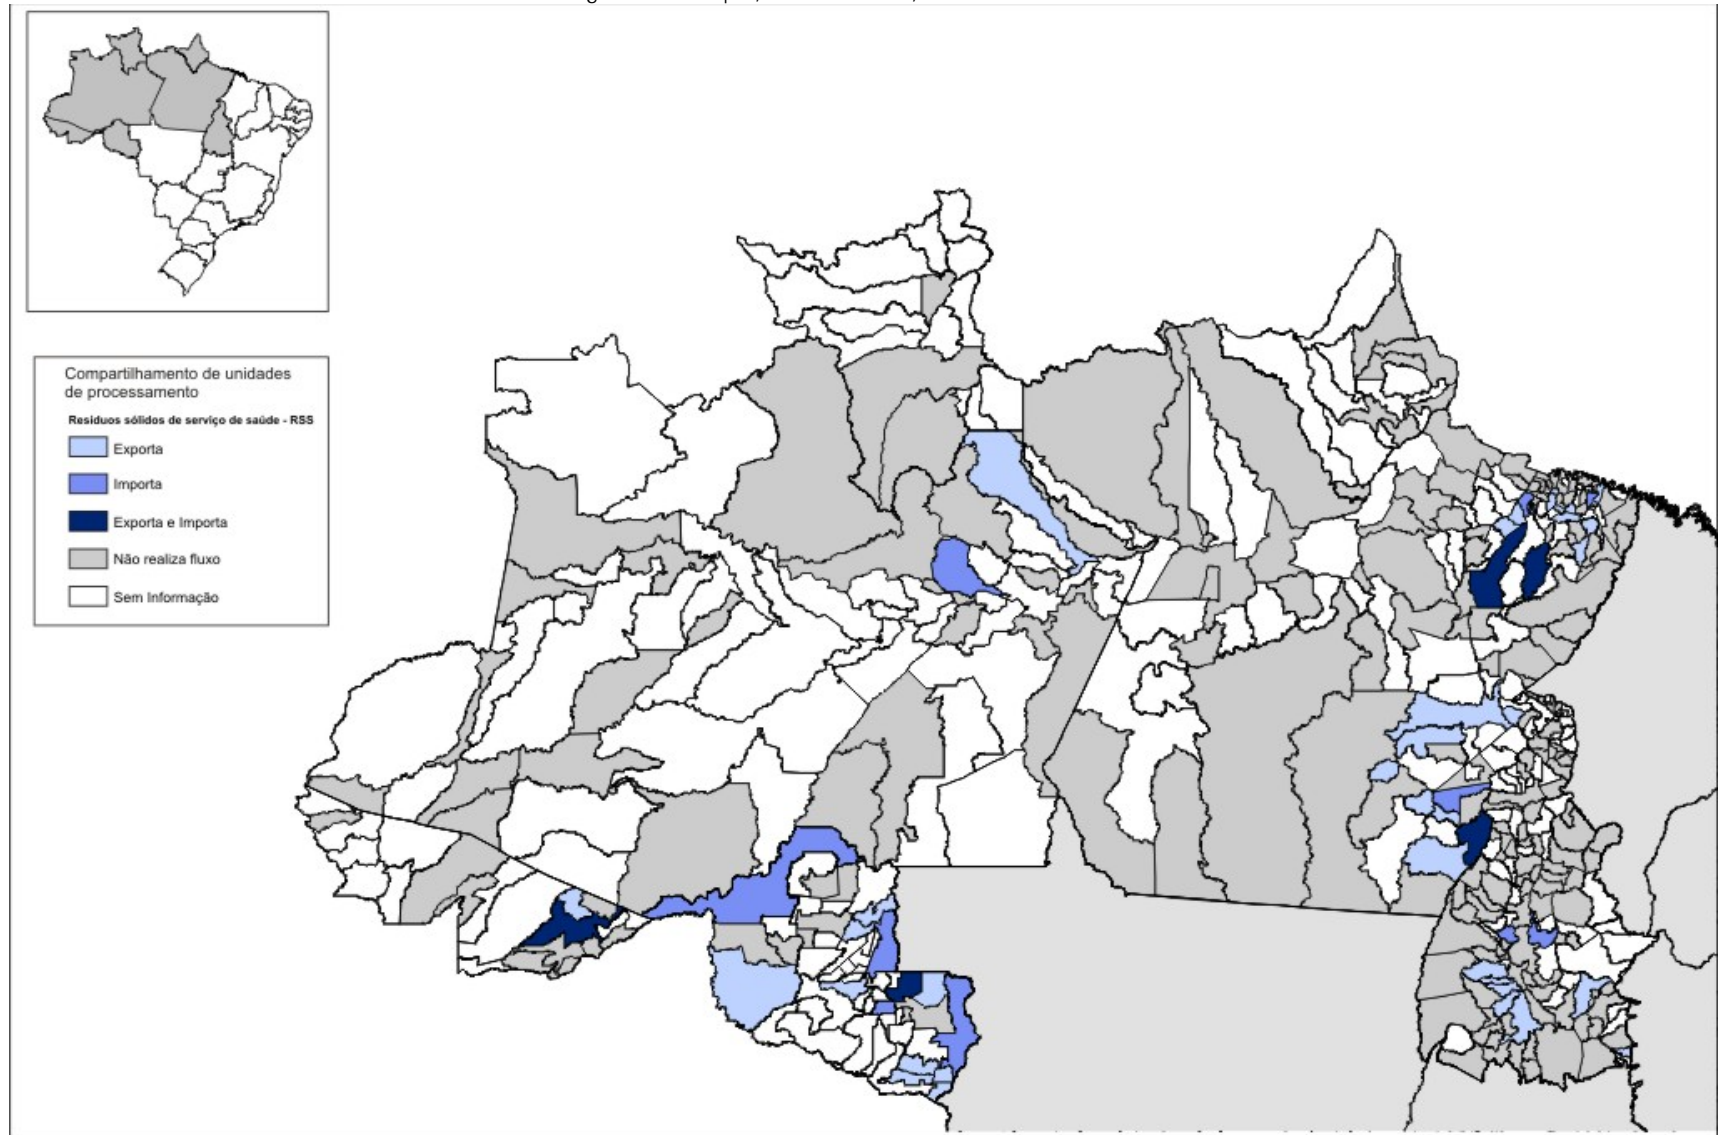 Compartilhamento de unidades
de processamento
Resíduos sólidos de serviço de saúde - RSS
Exporta
Importa
Exporta e Importa
Não realiza fluxo
Sem Informação